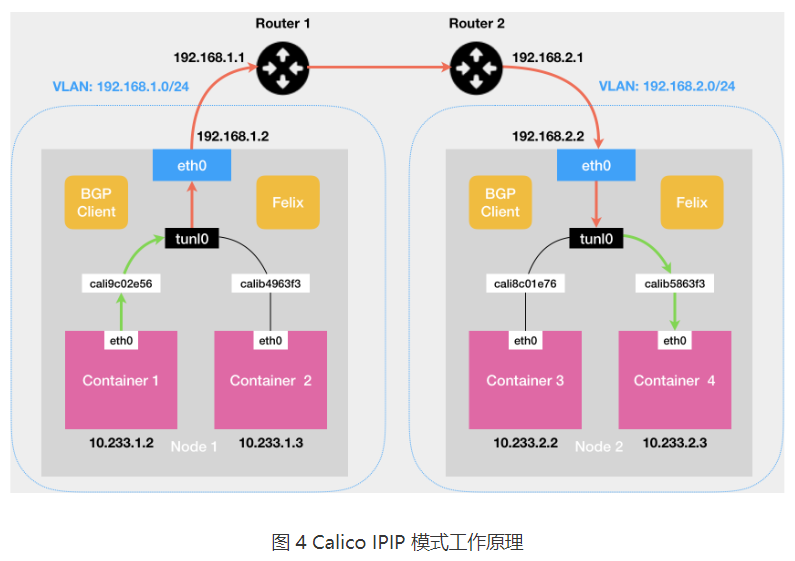 Router 1
Router 2
192.168.1.1
192.168.2.1
VLAN: 192.168.1.0/24
VLAN: 192.168.2.0/24
192.168.1.2
192.168.2.2
eth0
eth0
BGP
Client
Felix
BGP
Client
Felix
tunl0
tunl0
cali9c02e56
calib4963f3
cali8c01e76
calib5863f3
eth0
eth0
eth0
eth0
Container 1
Container 2
Container 3
Container 4
10.233.1.2
Node 1
10.233.1.3
10.233.2.2
Node 2
10.233.2.3
图 4 Calico IPIP 模式工作原理